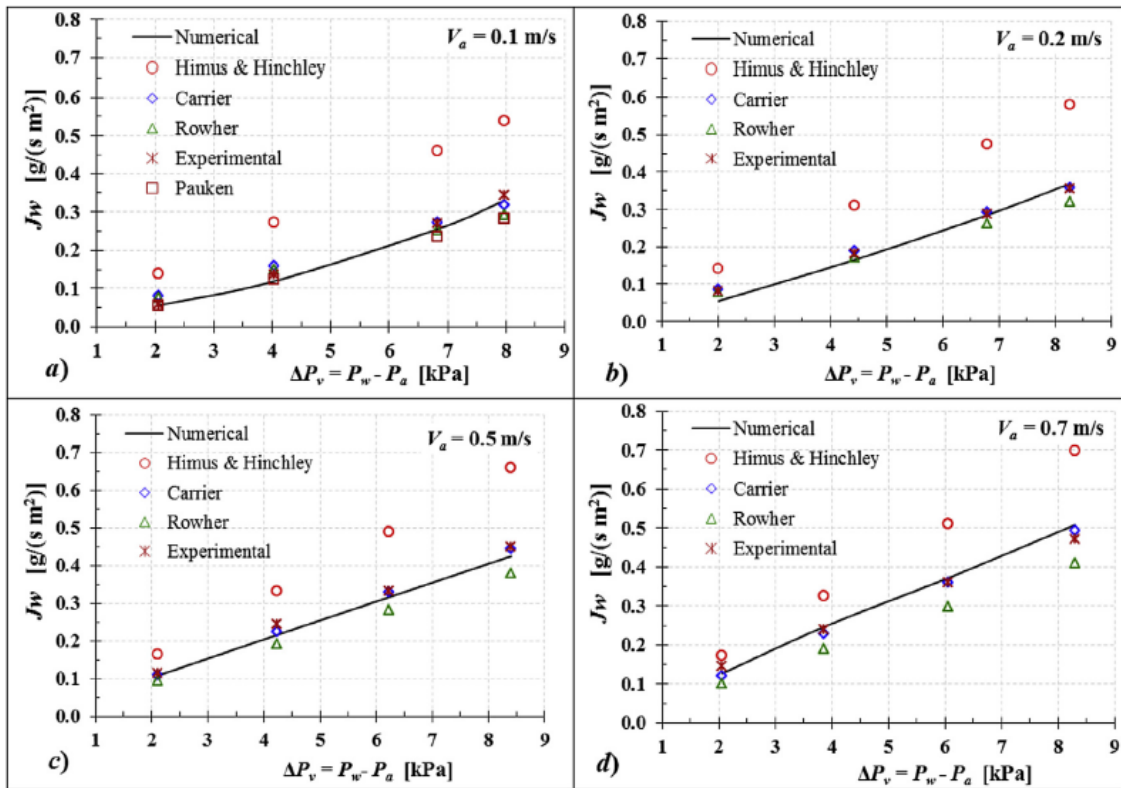 0.8
0.7
0.6
0.5
0.4
0.3
0.2
0.1
0.0
Jw [g/(s m²)]
Numerical
Himus & Hinchley
Carrier
Rowher
Experimental
Pauken
Va = 0.1 m/s
1 2 3 4 5 6 7 8 9
a)
ΔPv = Pw - Pa [kPa]
0.8
0.7
0.6
0.5
0.4
0.3
0.2
0.1
0.0
Jw [g/(s m²)]
Numerical
Himus & Hinchley
Carrier
Rowher
Experimental
Va = 0.2 m/s
1 2 3 4 5 6 7 8 9
b)
ΔPv = Pw - Pa [kPa]
0.8
0.7
0.6
0.5
0.4
0.3
0.2
0.1
0.0
Jw [g/(s m²)]
Numerical
Himus & Hinchley
Carrier
Rowher
Experimental
Va = 0.5 m/s
1 2 3 4 5 6 7 8 9
c)
ΔPv = Pw - Pa [kPa]
0.8
0.7
0.6
0.5
0.4
0.3
0.2
0.1
0.0
Jw [g/(s m²)]
Numerical
Himus & Hinchley
Carrier
Rowher
Experimental
Va = 0.7 m/s
1 2 3 4 5 6 7 8 9
d)
ΔPv = Pw - Pa [kPa]